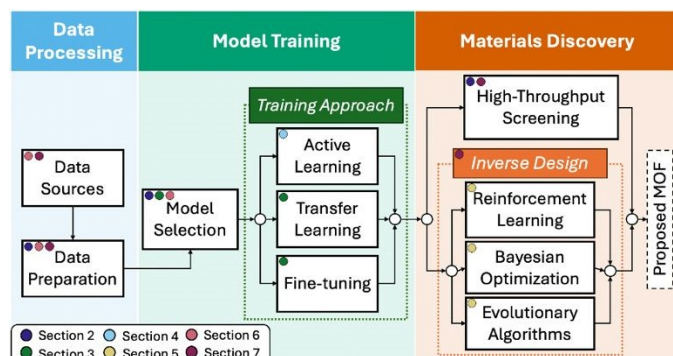 Data
Processing
Model Training
Materials Discovery
Data
Sources
Data
Preparation
Model
Selection
Training Approach
Active
Learning
Transfer
Learning
Fine-tuning
High-Throughput
Screening
Inverse Design
Reinforcement
Learning
Bayesian
Optimization
Evolutionary
Algorithms
Proposed MOF
Section 2
Section 4
Section 6
Section 3
Section 5
Section 7